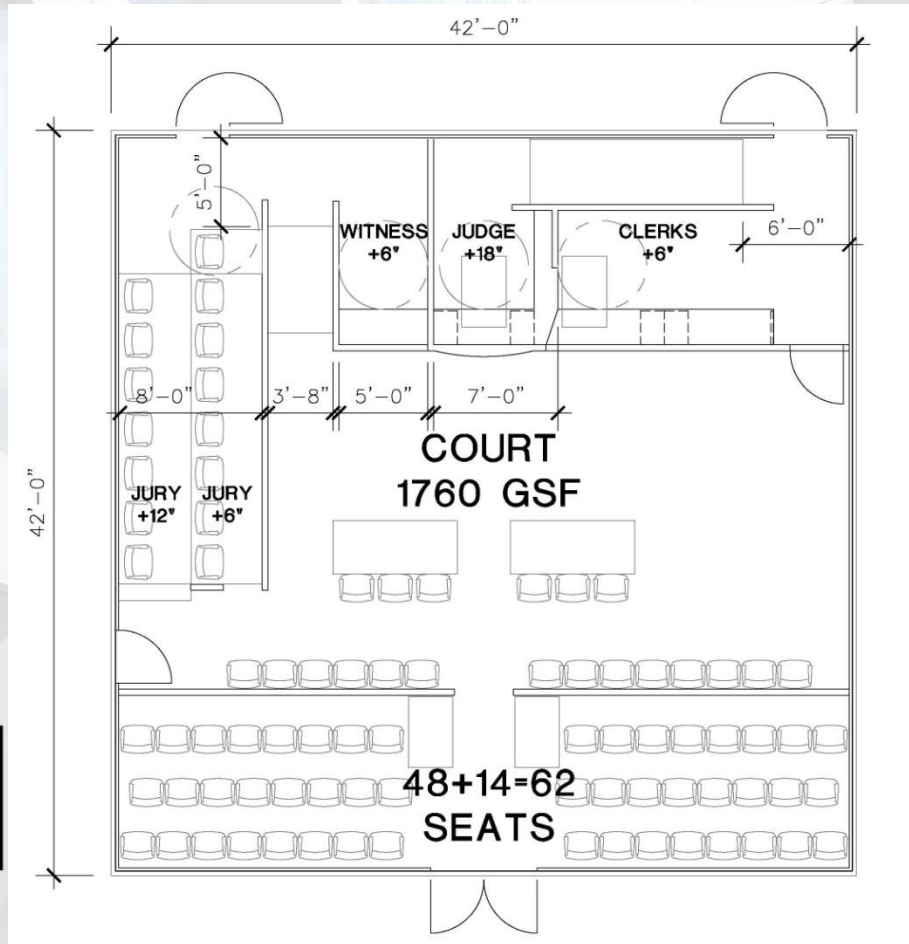 42'-0"
5'-0"
WITNESS
+6"
JUDGE
+18"
CLERKS
+6"
6'-0"
8'-0"
3'-8"
5'-0"
7'-0"
42'-0"
COURT
1760 GSF
JURY
+12"
JURY
+6"
48+14=62
SEATS